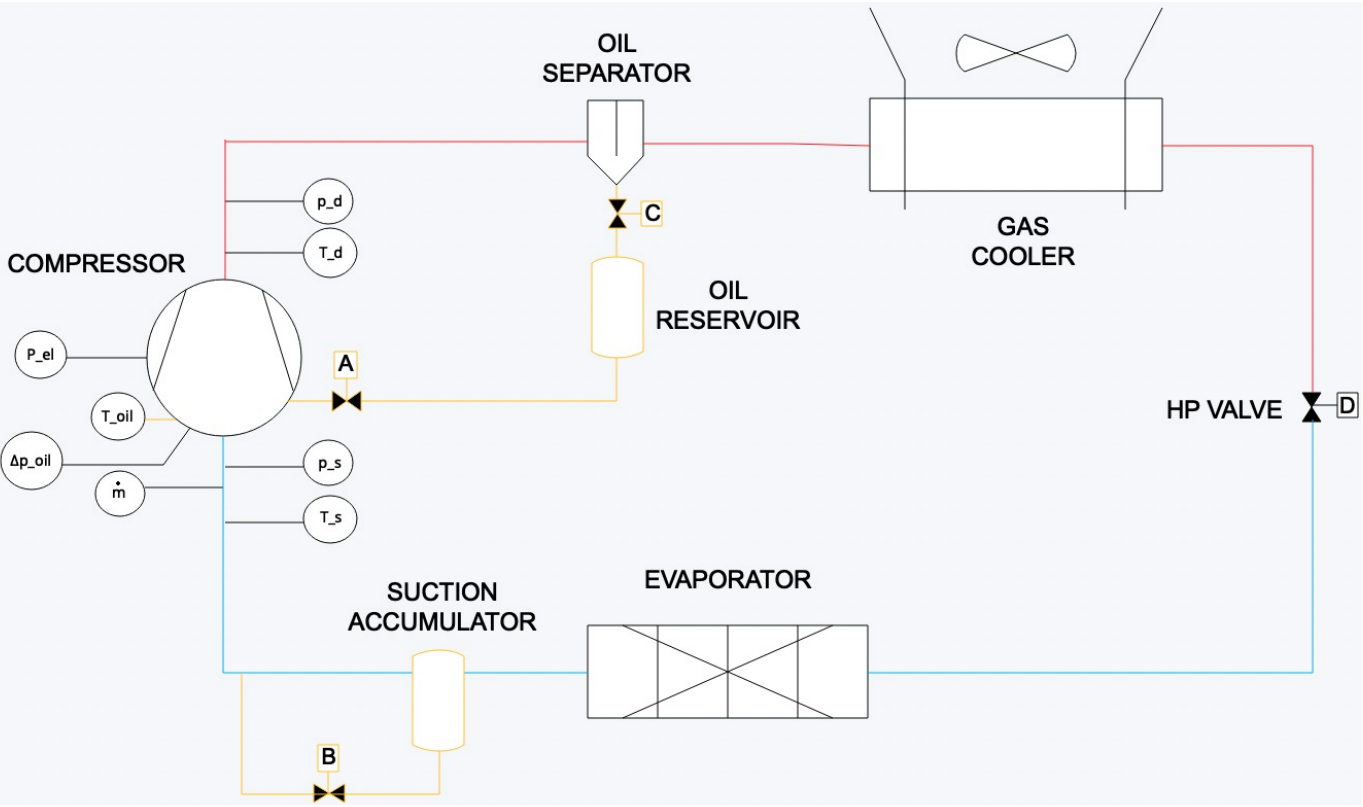 OIL
SEPARATOR
p_d
T_d
C
GAS
COOLER
COMPRESSOR
OIL
RESERVOIR
P_el
A
T_oil
HP VALVE
D
Δp_oil
p_s
ṁ
T_s
EVAPORATOR
SUCTION
ACCUMULATOR
B